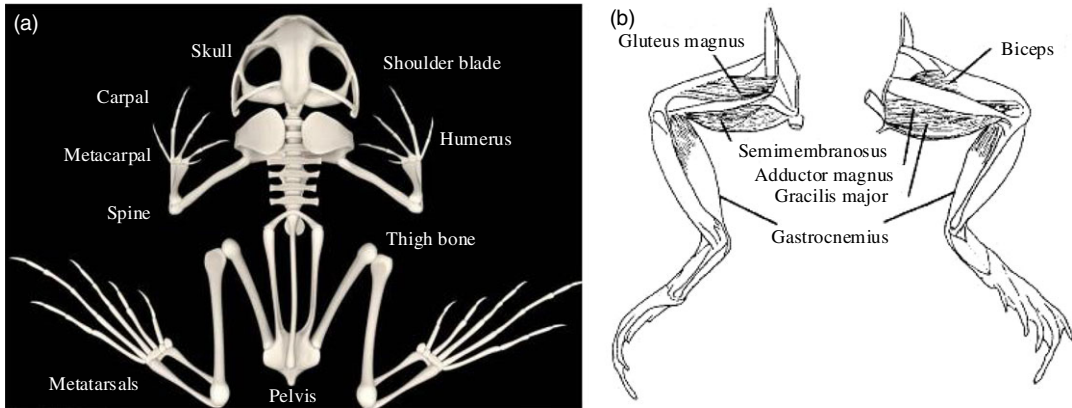 (a)
Skull
Shoulder blade
Carpal
Humerus
Metacarpal
Spine
Thigh bone
Metatarsals
Pelvis
(b)
Gluteus magnus
Biceps
Semimembranosus
Adductor magnus
Gracilis major
Gastrocnemius